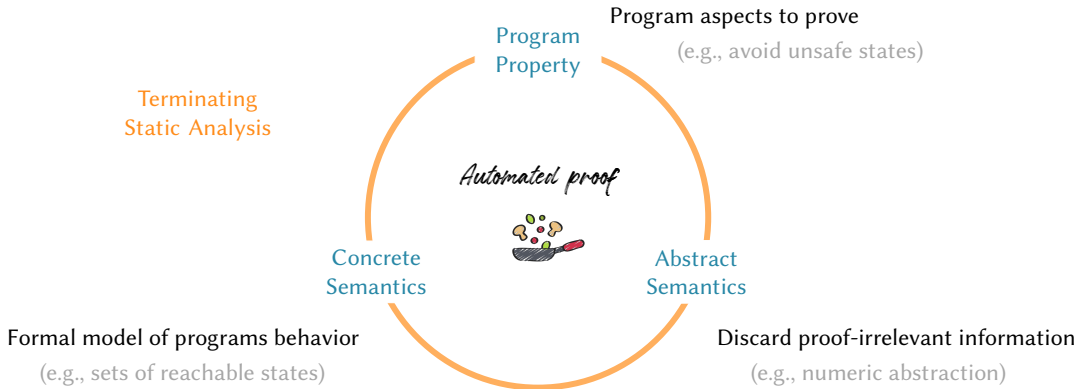 Program aspects to prove
Program
Property
(e.g., avoid unsafe states)
Terminating
Static Analysis
Automated proof
Concrete
Semantics
Abstract
Semantics
Formal model of programs behavior
(e.g., sets of reachable states)
Discard proof-irrelevant information
(e.g., numeric abstraction)